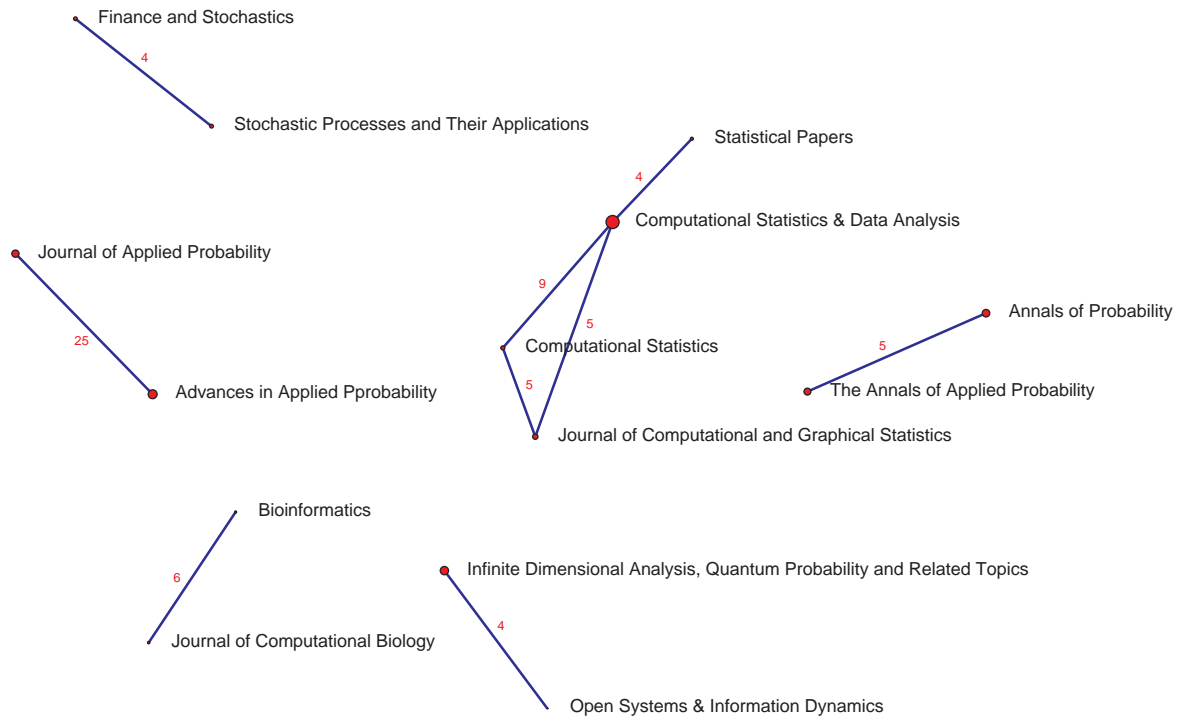 Finance and Stochastics
4
Stochastic Processes and Their Applications
Statistical Papers
4
Computational Statistics & Data Analysis
Journal of Applied Probability
9
Annals of Probability
5
25
Computational Statistics
5
5
Advances in Applied Pprobability
The Annals of Applied Probability
Journal of Computational and Graphical Statistics
Bioinformatics
6
Infinite Dimensional Analysis, Quantum Probability and Related Topics
4
Journal of Computational Biology
Open Systems & Information Dynamics